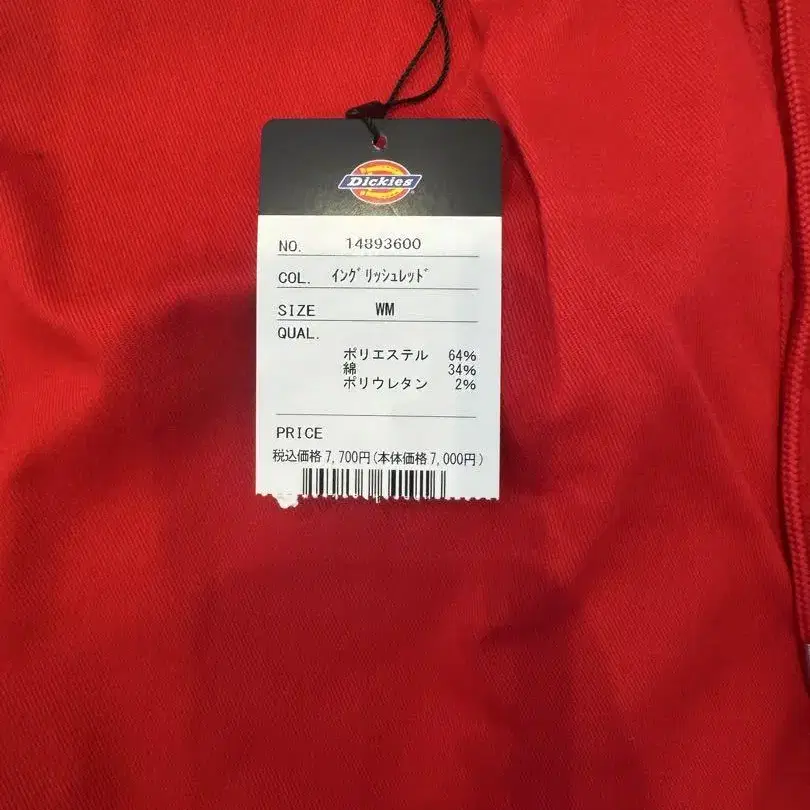 Dickies
NO. 14893600
COL. ｲﾝｸﾞﾘｯｼｭﾚｯﾄﾞ
SIZE WM
QUAL.
ポリエステル 64%
綿 34%
ポリウレタン 2%
PRICE
税込価格7,700円(本体価格7,000円)